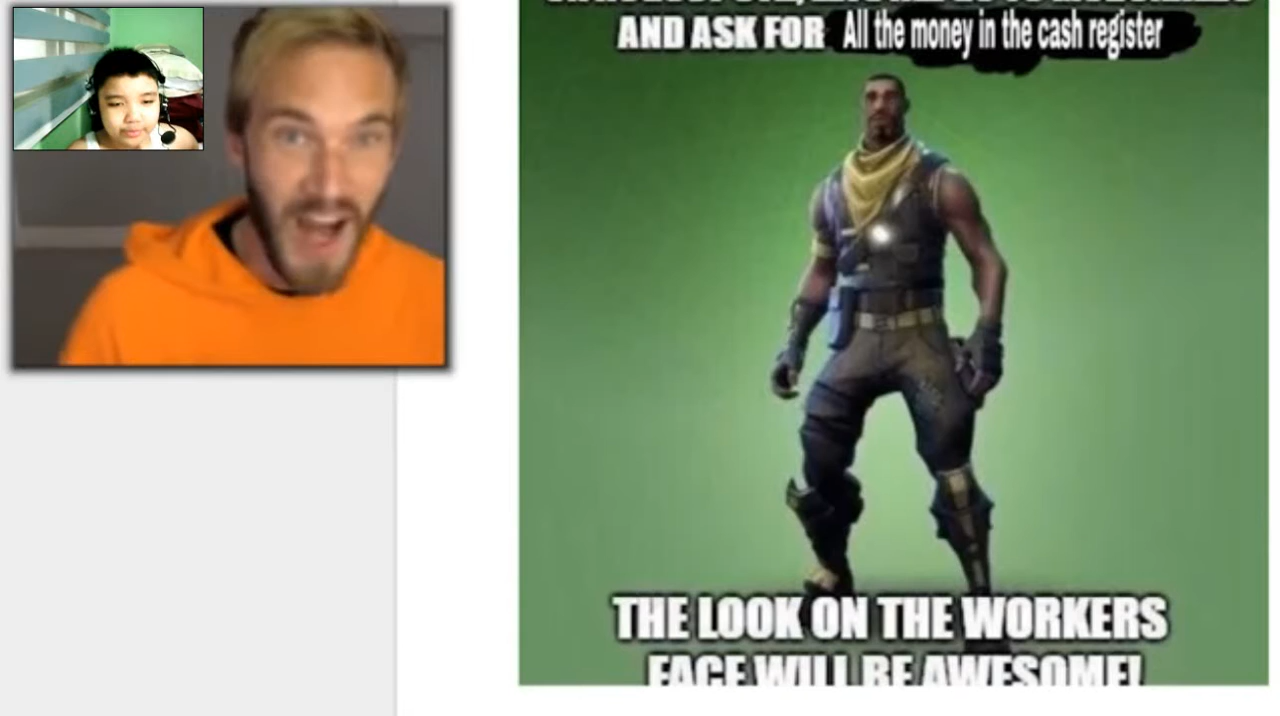 AND ASK FOR All the money in the cash register
THE LOOK ON THE WORKERS
FACE WILL BE AWESOME!